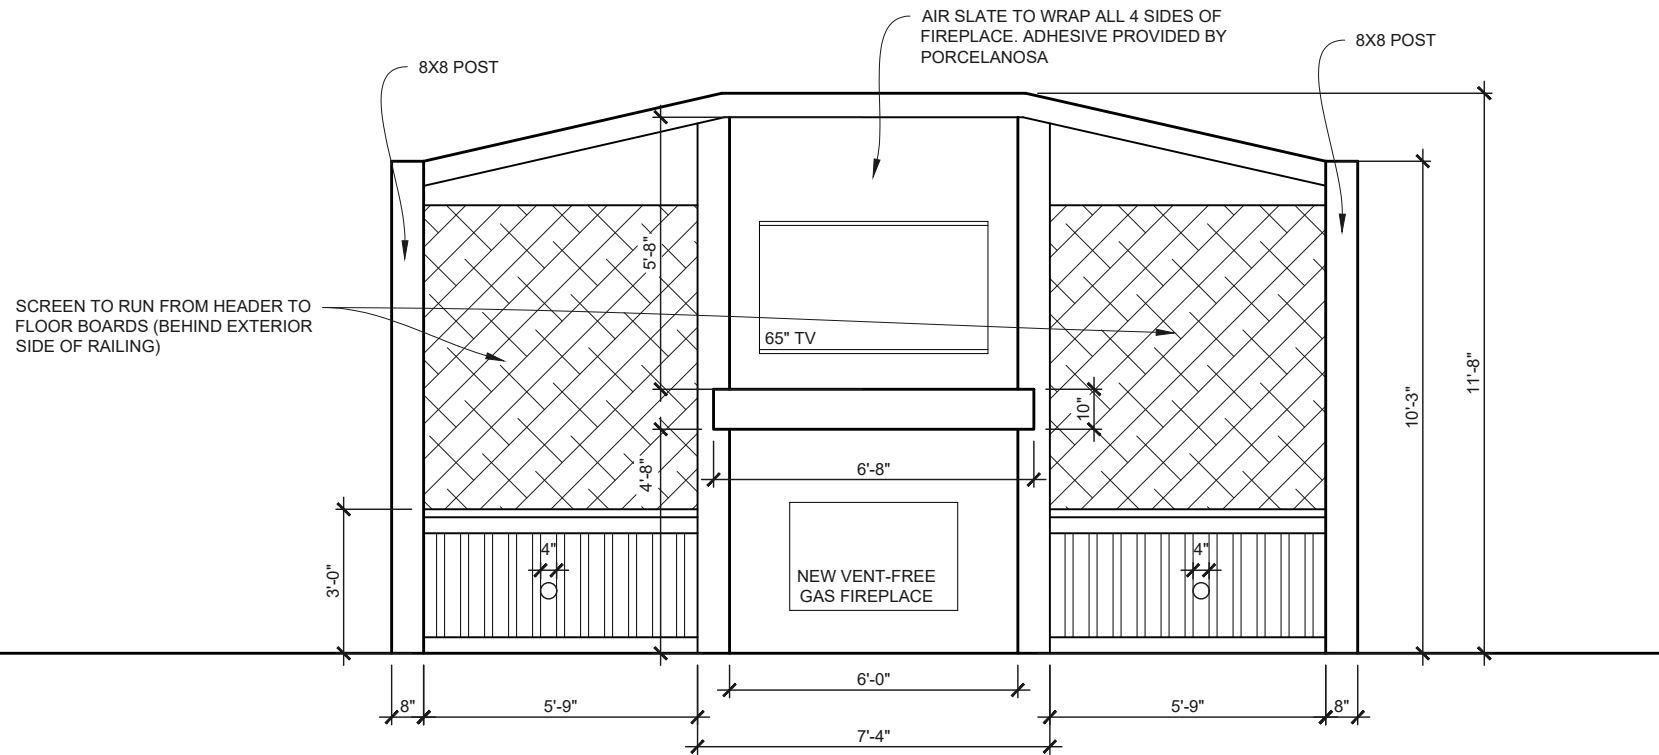 AIR SLATE TO WRAP ALL 4 SIDES OF
FIREPLACE. ADHESIVE PROVIDED BY
PORCELANOSA
8X8 POST
8X8 POST
SCREEN TO RUN FROM HEADER TO
FLOOR BOARDS (BEHIND EXTERIOR
SIDE OF RAILING)
5'-8"
65" TV
11'-8"
10'-3"
10"
6'-8"
4'-8"
3'-0"
4"
4"
NEW VENT-FREE
GAS FIREPLACE
6'-0"
8"
5'-9"
5'-9"
8"
7'-4"